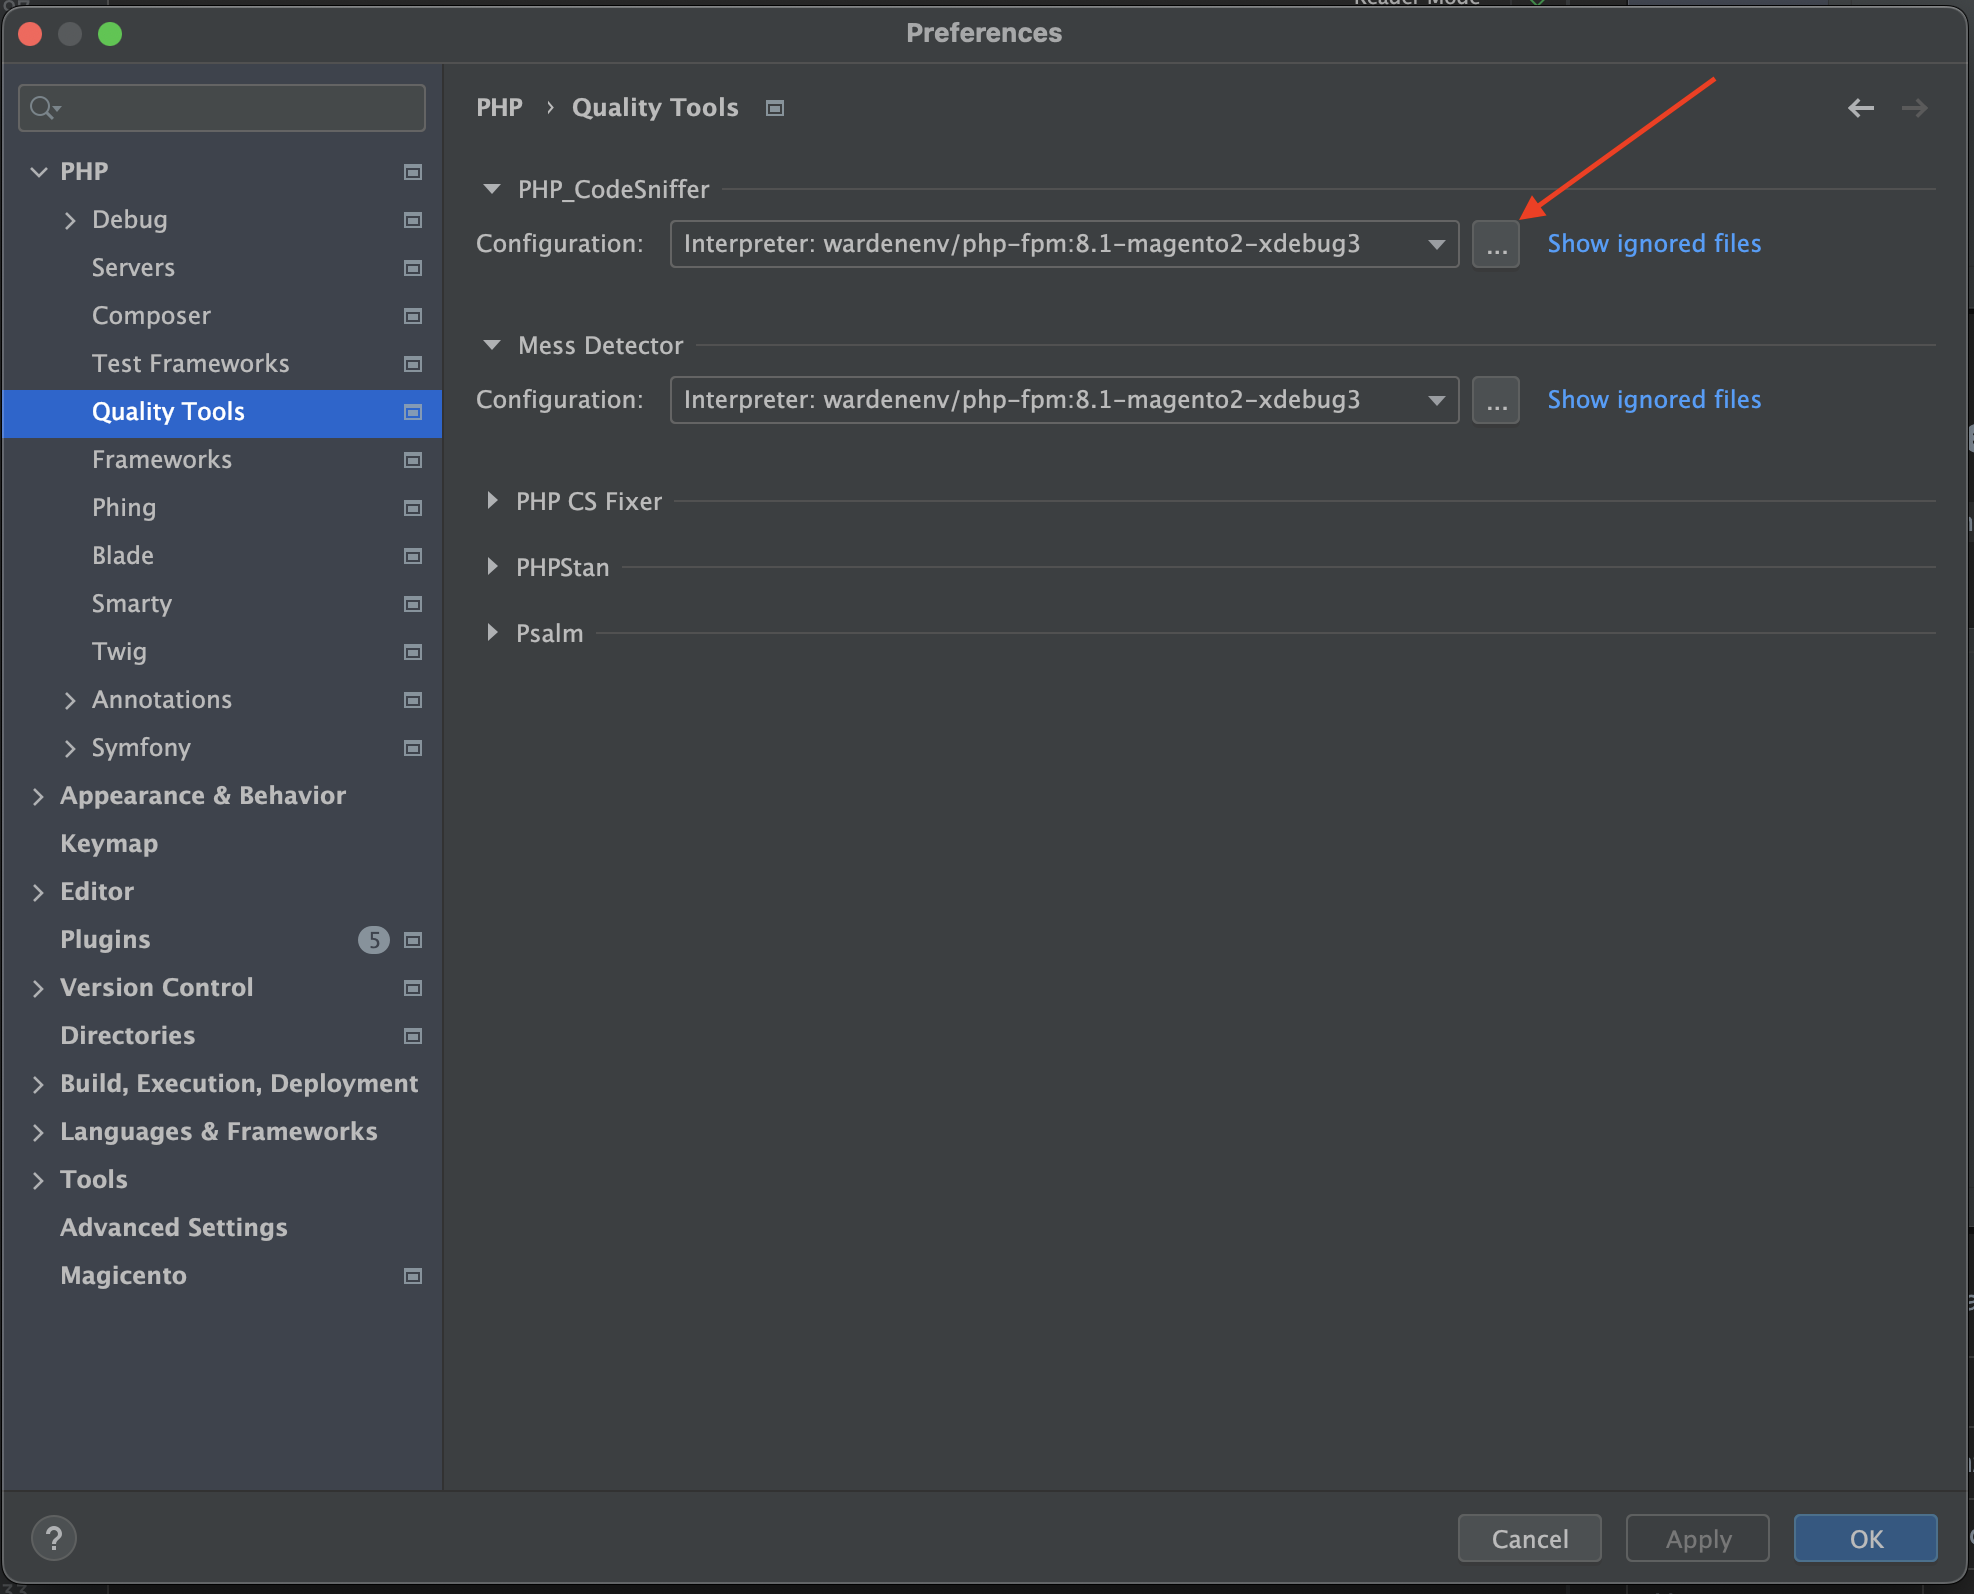 Preferences
PHP › Quality Tools
PHP
Debug
Servers
Composer
Test Frameworks
Quality Tools
Frameworks
Phing
Blade
Smarty
Twig
Annotations
Symfony
Appearance & Behavior
Keymap
Editor
Plugins 5
Version Control
Directories
Build, Execution, Deployment
Languages & Frameworks
Tools
Advanced Settings
Magicento
PHP_CodeSniffer
Configuration: Interpreter: wardenenv/php-fpm:8.1-magento2-xdebug3 ... Show ignored files
Mess Detector
Configuration: Interpreter: wardenenv/php-fpm:8.1-magento2-xdebug3 ... Show ignored files
PHP CS Fixer
PHPStan
Psalm
? Cancel Apply OK